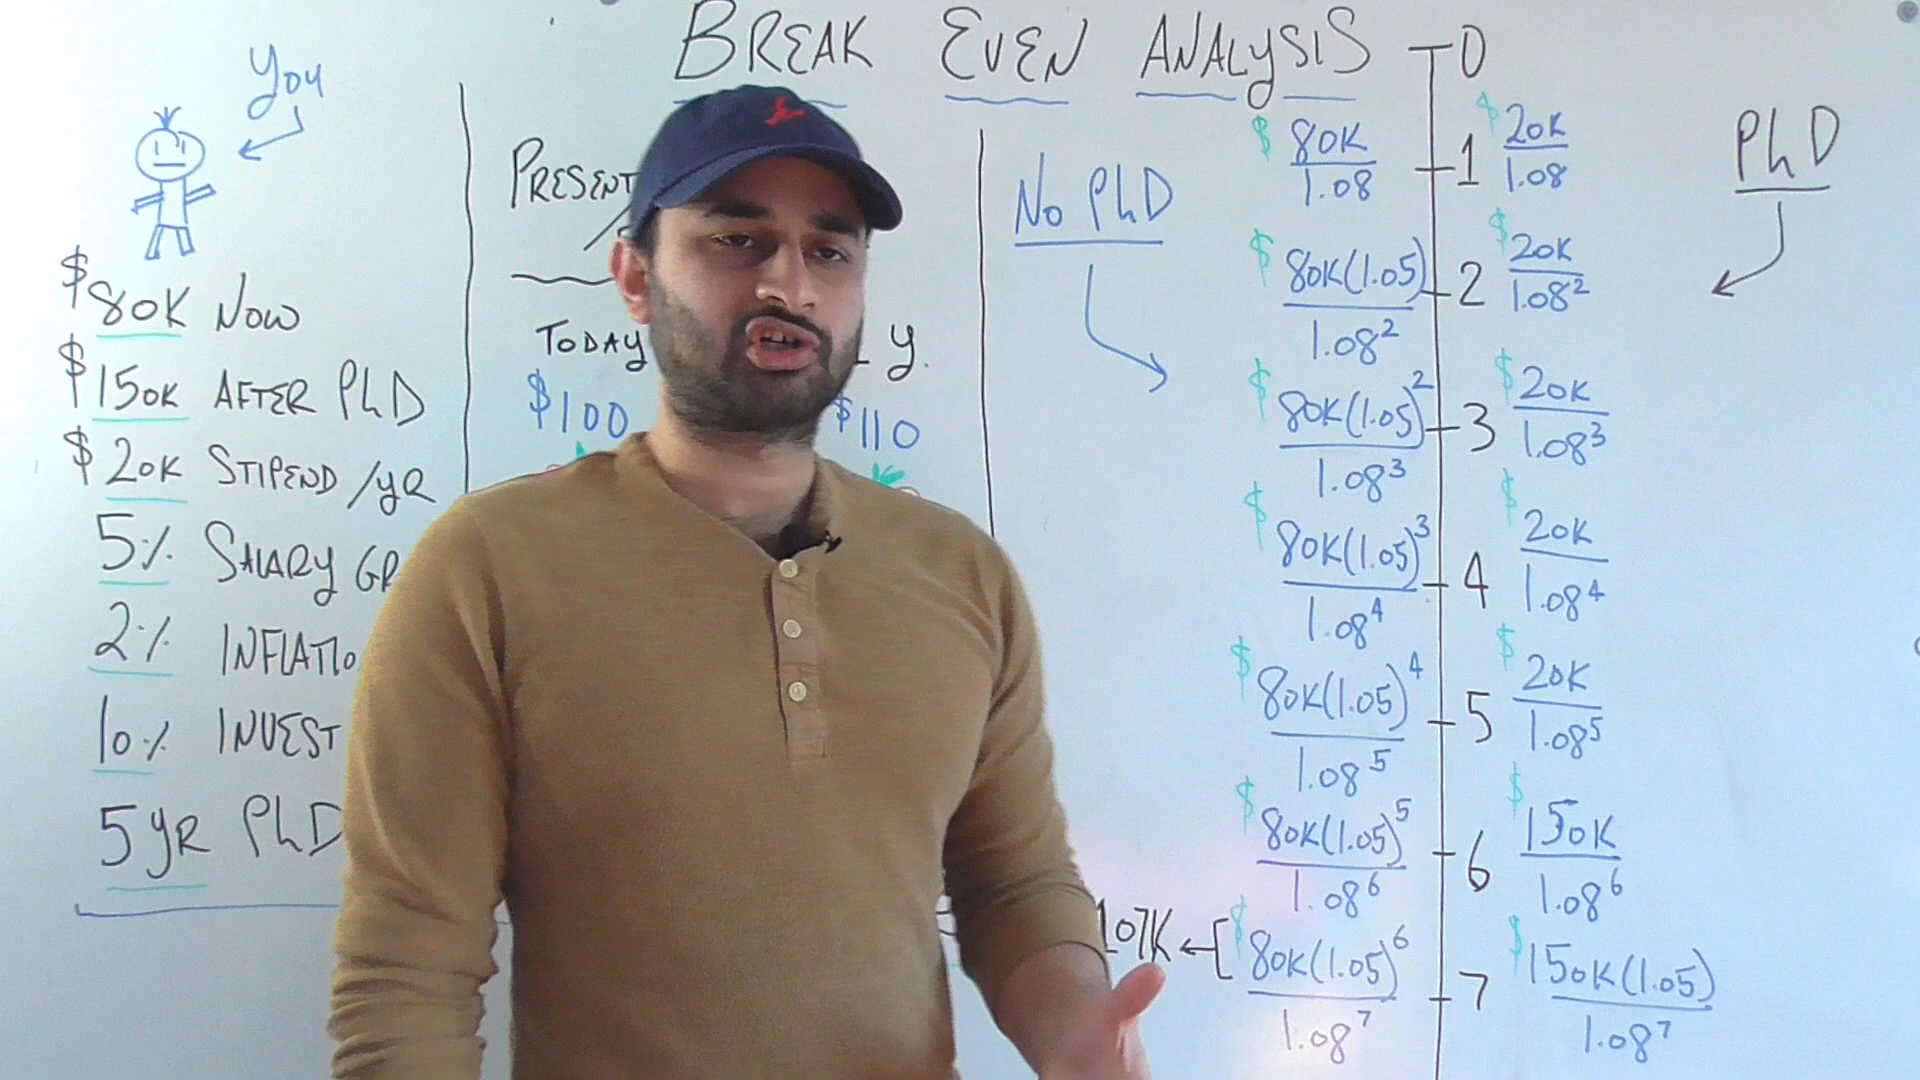 BREAK EVEN ANALYSIS
You
$80K NOW
$150K AFTER PhD
$20K STIPEND /YR
5% SALARY
2%
10% INVEST
5 YR PhD
PRESENT
TODAY
Y.
$100
$110
No PhD
PhD
0
$80K/1.08
1
$20K/1.08
$80K(1.05)/1.08²
2
$20K/1.08²
$80K(1.05)²/1.08³
3
$20K/1.08³
$80K(1.05)³/1.08⁴
4
$20K/1.08⁴
$80K(1.05)⁴/1.08⁵
5
$20K/1.08⁵
$80K(1.05)⁵/1.08⁶
6
$150K/1.08⁶
107K
$80K(1.05)⁶/1.08⁷
7
$150K(1.05)/1.08⁷